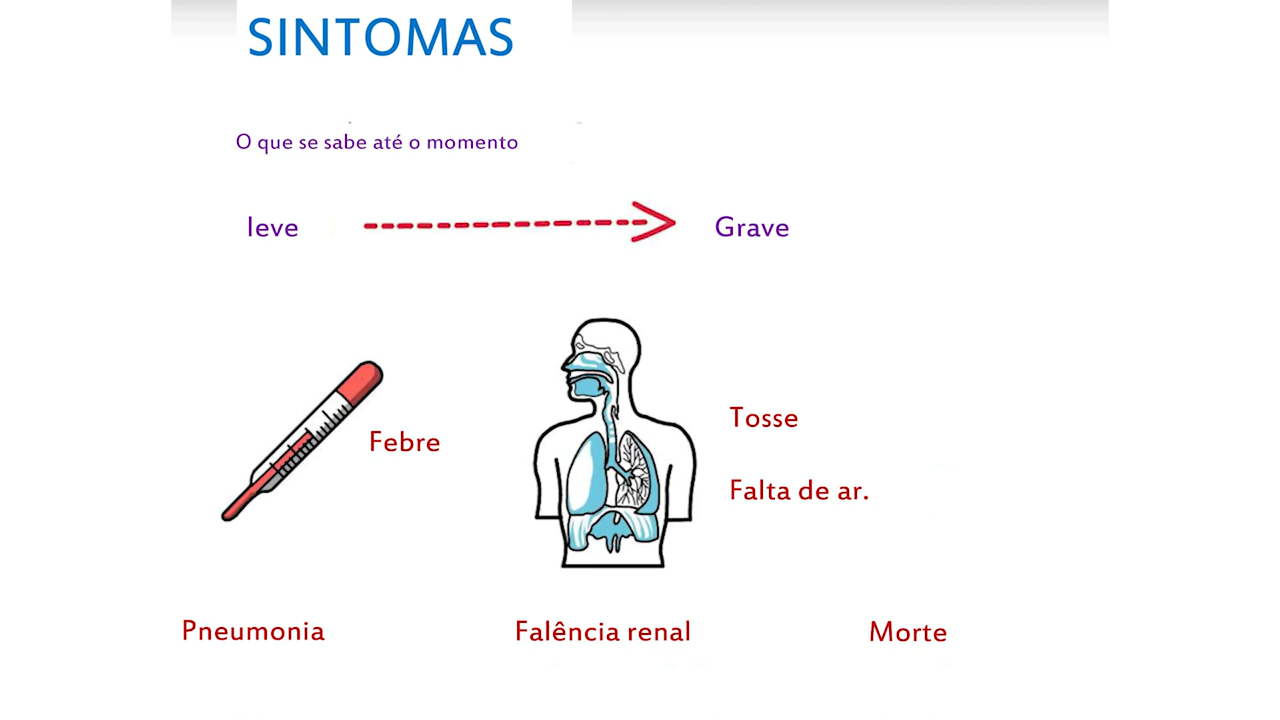 SINTOMAS
O que se sabe até o momento
leve
Grave
Febre
Tosse
Falta de ar.
Pneumonia
Falência renal
Morte